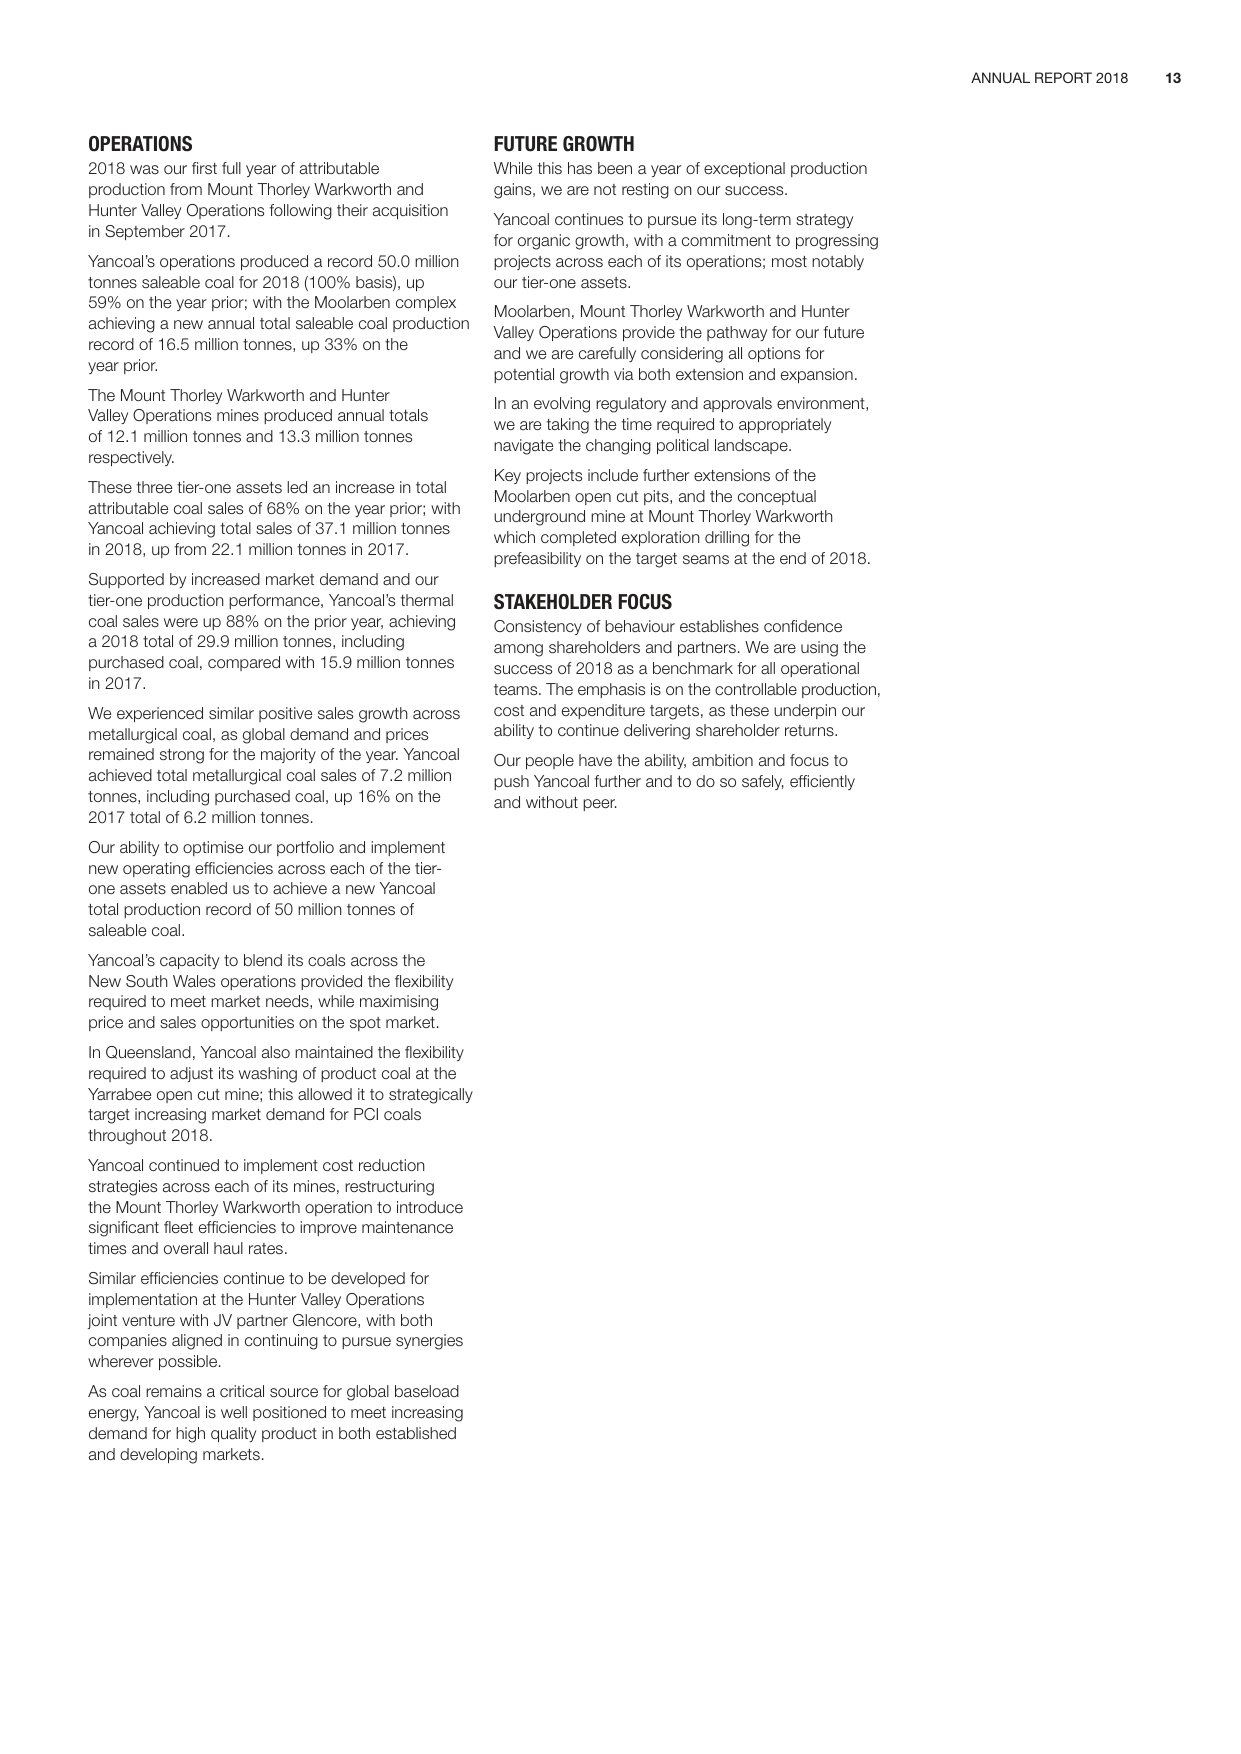 ANNUAL REPORT 2018 13
OPERATIONS
2018 was our first full year of attributable
production from Mount Thorley Warkworth and
Hunter Valley Operations following their acquisition
in September 2017.
Yancoal’s operations produced a record 50.0 million
tonnes saleable coal for 2018 (100% basis), up
59% on the year prior; with the Moolarben complex
achieving a new annual total saleable coal production
record of 16.5 million tonnes, up 33% on the
year prior.
The Mount Thorley Warkworth and Hunter
Valley Operations mines produced annual totals
of 12.1 million tonnes and 13.3 million tonnes
respectively.
These three tier-one assets led an increase in total
attributable coal sales of 68% on the year prior; with
Yancoal achieving total sales of 37.1 million tonnes
in 2018, up from 22.1 million tonnes in 2017.
Supported by increased market demand and our
tier-one production performance, Yancoal’s thermal
coal sales were up 88% on the prior year, achieving
a 2018 total of 29.9 million tonnes, including
purchased coal, compared with 15.9 million tonnes
in 2017.
We experienced similar positive sales growth across
metallurgical coal, as global demand and prices
remained strong for the majority of the year. Yancoal
achieved total metallurgical coal sales of 7.2 million
tonnes, including purchased coal, up 16% on the
2017 total of 6.2 million tonnes.
Our ability to optimise our portfolio and implement
new operating efficiencies across each of the tier-
one assets enabled us to achieve a new Yancoal
total production record of 50 million tonnes of
saleable coal.
Yancoal’s capacity to blend its coals across the
New South Wales operations provided the flexibility
required to meet market needs, while maximising
price and sales opportunities on the spot market.
In Queensland, Yancoal also maintained the flexibility
required to adjust its washing of product coal at the
Yarrabee open cut mine; this allowed it to strategically
target increasing market demand for PCI coals
throughout 2018.
Yancoal continued to implement cost reduction
strategies across each of its mines, restructuring
the Mount Thorley Warkworth operation to introduce
significant fleet efficiencies to improve maintenance
times and overall haul rates.
Similar efficiencies continue to be developed for
implementation at the Hunter Valley Operations
joint venture with JV partner Glencore, with both
companies aligned in continuing to pursue synergies
wherever possible.
As coal remains a critical source for global baseload
energy, Yancoal is well positioned to meet increasing
demand for high quality product in both established
and developing markets.
FUTURE GROWTH
While this has been a year of exceptional production
gains, we are not resting on our success.
Yancoal continues to pursue its long-term strategy
for organic growth, with a commitment to progressing
projects across each of its operations; most notably
our tier-one assets.
Moolarben, Mount Thorley Warkworth and Hunter
Valley Operations provide the pathway for our future
and we are carefully considering all options for
potential growth via both extension and expansion.
In an evolving regulatory and approvals environment,
we are taking the time required to appropriately
navigate the changing political landscape.
Key projects include further extensions of the
Moolarben open cut pits, and the conceptual
underground mine at Mount Thorley Warkworth
which completed exploration drilling for the
prefeasibility on the target seams at the end of 2018.
STAKEHOLDER FOCUS
Consistency of behaviour establishes confidence
among shareholders and partners. We are using the
success of 2018 as a benchmark for all operational
teams. The emphasis is on the controllable production,
cost and expenditure targets, as these underpin our
ability to continue delivering shareholder returns.
Our people have the ability, ambition and focus to
push Yancoal further and to do so safely, efficiently
and without peer.